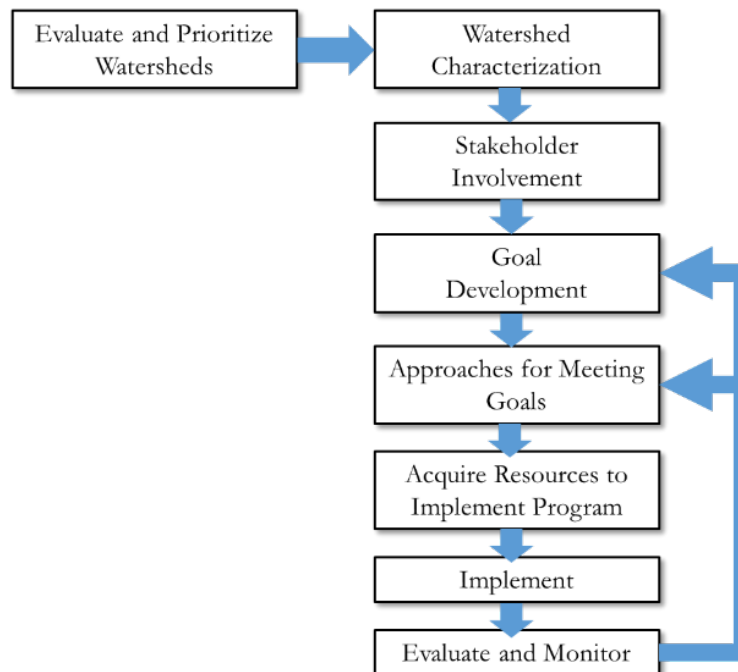 Evaluate and Prioritize
Watersheds
Watershed
Characterization
Stakeholder
Involvement
Goal
Development
Approaches for Meeting
Goals
Acquire Resources to
Implement Program
Implement
Evaluate and Monitor